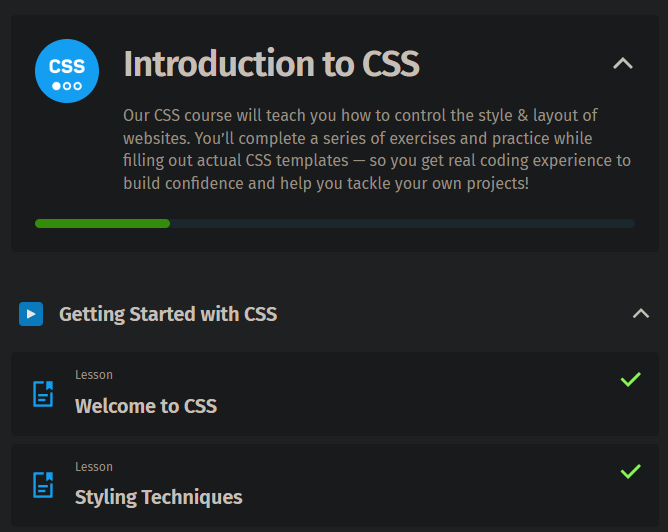 CSS
Introduction to CSS
Our CSS course will teach you how to control the style & layout of
websites. You'll complete a series of exercises and practice while
filling out actual CSS templates — so you get real coding experience to
build confidence and help you tackle your own projects!
Getting Started with CSS
Lesson
Welcome to CSS
Lesson
Styling Techniques